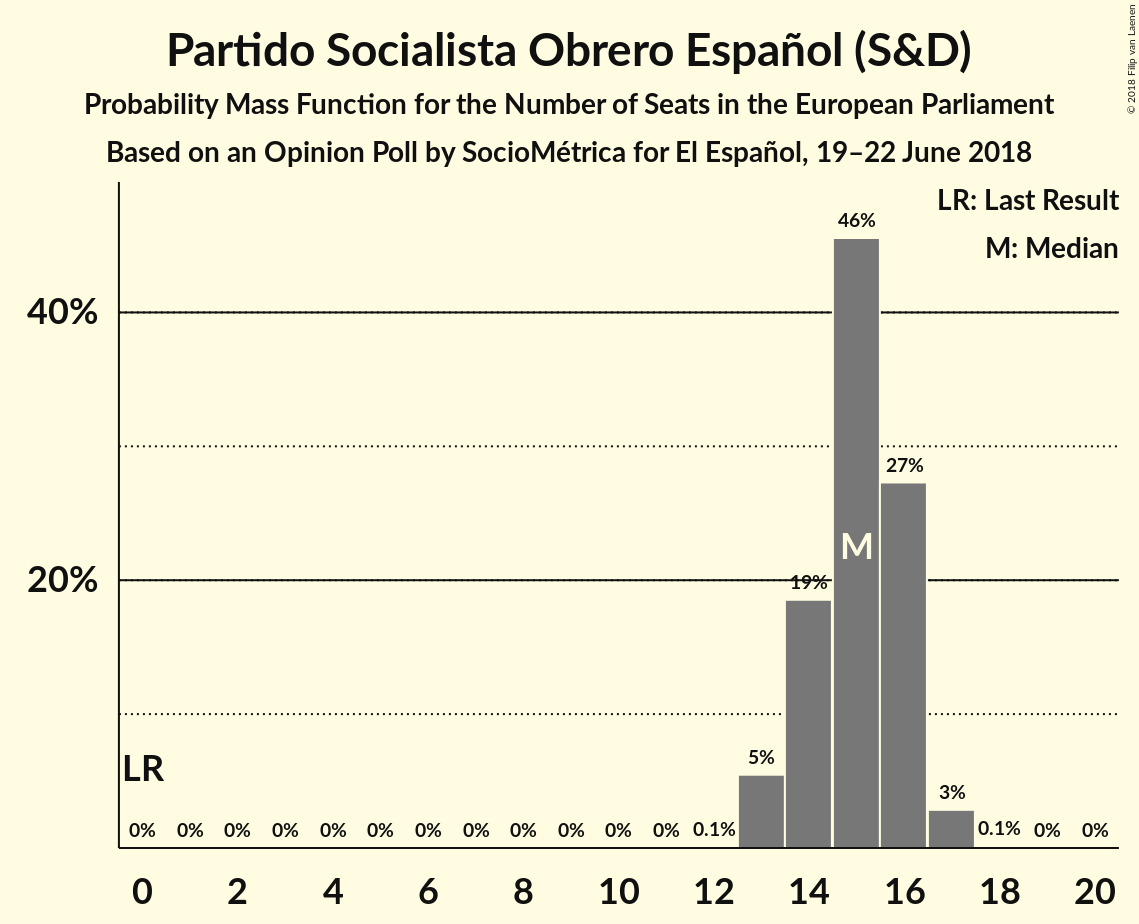 Partido Socialista Obrero Español (S&D)
Probability Mass Function for the Number of Seats in the European Parliament
Based on an Opinion Poll by SocioMétrica for El Español, 19–22 June 2018
© 2018 Filip van Laenen
LR: Last Result
M: Median
46%
40%
27%
M
20%
19%
5%
LR
3%
0% 0% 0% 0% 0% 0% 0% 0% 0% 0% 0% 0% 0.1% 0.1% 0% 0%
0 2 4 6 8 10 12 14 16 18 20